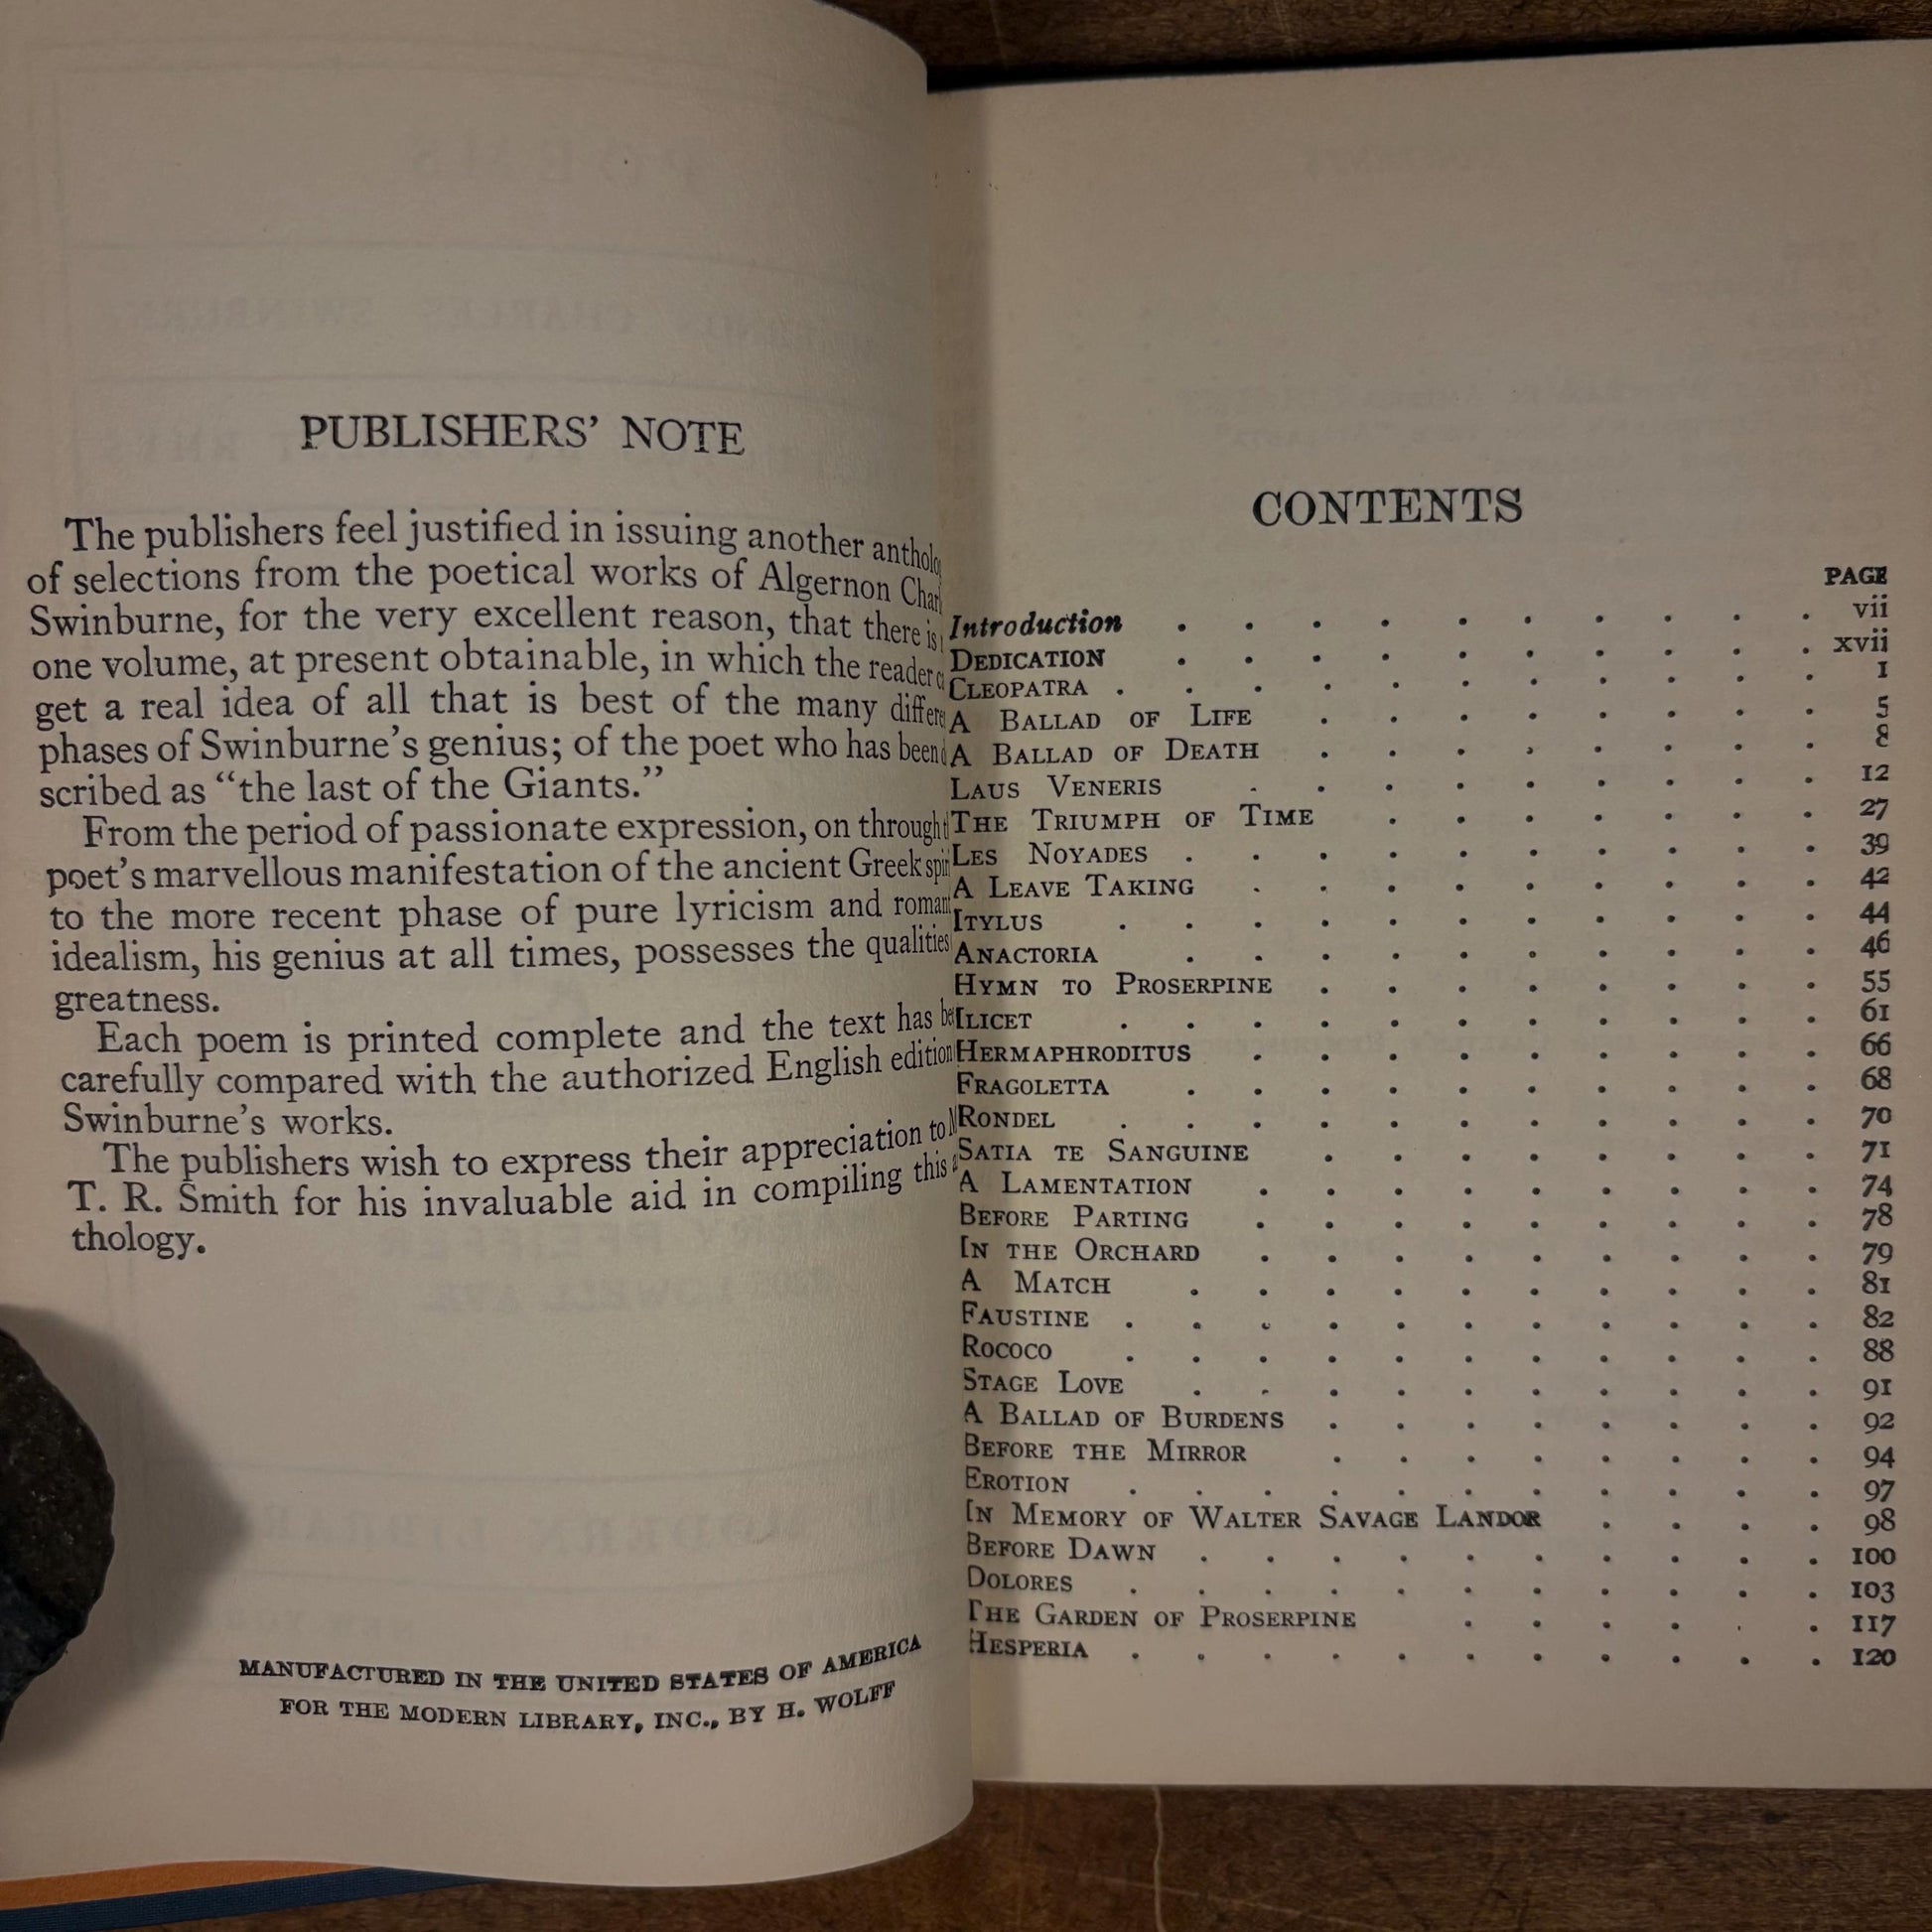 PUBLISHERS' NOTE
The publishers feel justified in issuing another antholo
of selections from the poetical works of Algernon Charl
Swinburne, for the very excellent reason, that there is
one volume, at present obtainable, in which the reader c
get a real idea of all that is best of the many differe
phases of Swinburne's genius; of the poet who has been d
scribed as "the last of the Giants."
From the period of passionate expression, on through t
poet's marvellous manifestation of the ancient Greek spi
to the more recent phase of pure lyricism and roman
idealism, his genius at all times, possesses the qualities
greatness.
Each poem is printed complete and the text has be
carefully compared with the authorized English edition
Swinburne's works.
The publishers wish to express their appreciation to M
T. R. Smith for his invaluable aid in compiling this a
thology.
MANUFACTURED IN THE UNITED STATES OF AMERICA
FOR THE MODERN LIBRARY, INC., BY H. WOLFF
CONTENTS
PAGE
Introduction . . . . . . . . . . vii
DEDICATION . . . . . . . . . . xvii
CLEOPATRA . . . . . . . . . . . 1
A BALLAD OF LIFE . . . . . . . . 5
A BALLAD OF DEATH . . . . . . . . 8
LAUS VENERIS . . . . . . . . . 12
THE TRIUMPH OF TIME . . . . . . . 27
LES NOYADES . . . . . . . . . . 39
A LEAVE TAKING . . . . . . . . . 42
ITYLUS . . . . . . . . . . . 44
ANACTORIA . . . . . . . . . . 46
HYMN TO PROSERPINE . . . . . . . . 55
ILICET . . . . . . . . . . . 61
HERMAPHRODITUS . . . . . . . . . 66
FRAGOLETTA . . . . . . . . . . 68
RONDEL . . . . . . . . . . . 70
SATIA TE SANGUINE . . . . . . . . 71
A LAMENTATION . . . . . . . . . 74
BEFORE PARTING . . . . . . . . . 78
IN THE ORCHARD . . . . . . . . . 79
A MATCH . . . . . . . . . . 81
FAUSTINE . . . . . . . . . . . 82
ROCOCO . . . . . . . . . . . 88
STAGE LOVE . . . . . . . . . . 91
A BALLAD OF BURDENS . . . . . . . . 92
BEFORE THE MIRROR . . . . . . . . 94
EROTION . . . . . . . . . . . 97
IN MEMORY OF WALTER SAVAGE LANDOR . . . . 98
BEFORE DAWN . . . . . . . . . . 100
DOLORES . . . . . . . . . . . 103
THE GARDEN OF PROSERPINE . . . . . . 117
HESPERIA . . . . . . . . . . . 120